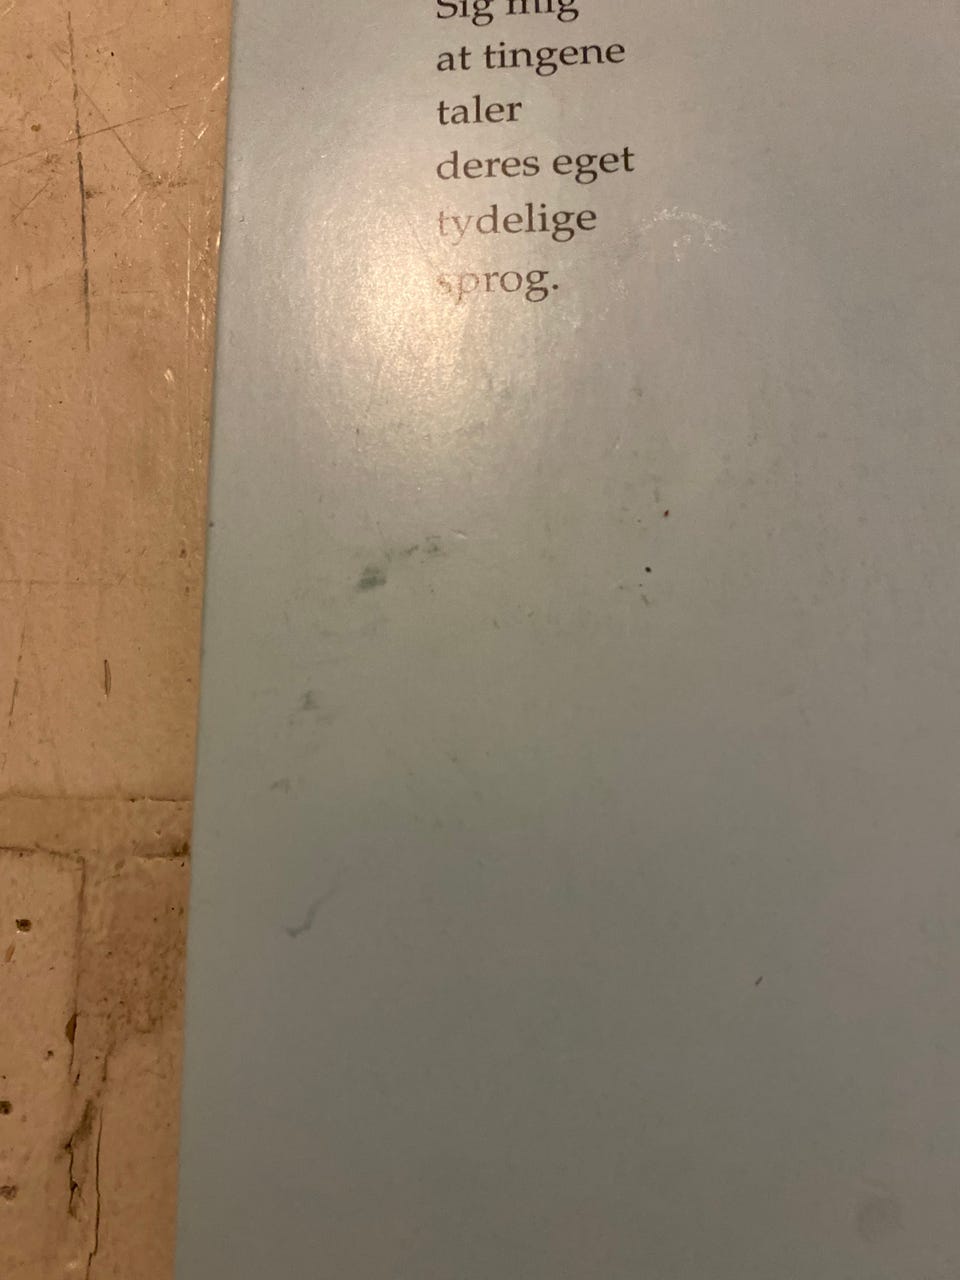 Sig mig
at tingene
taler
deres eget
tydelige
sprog.